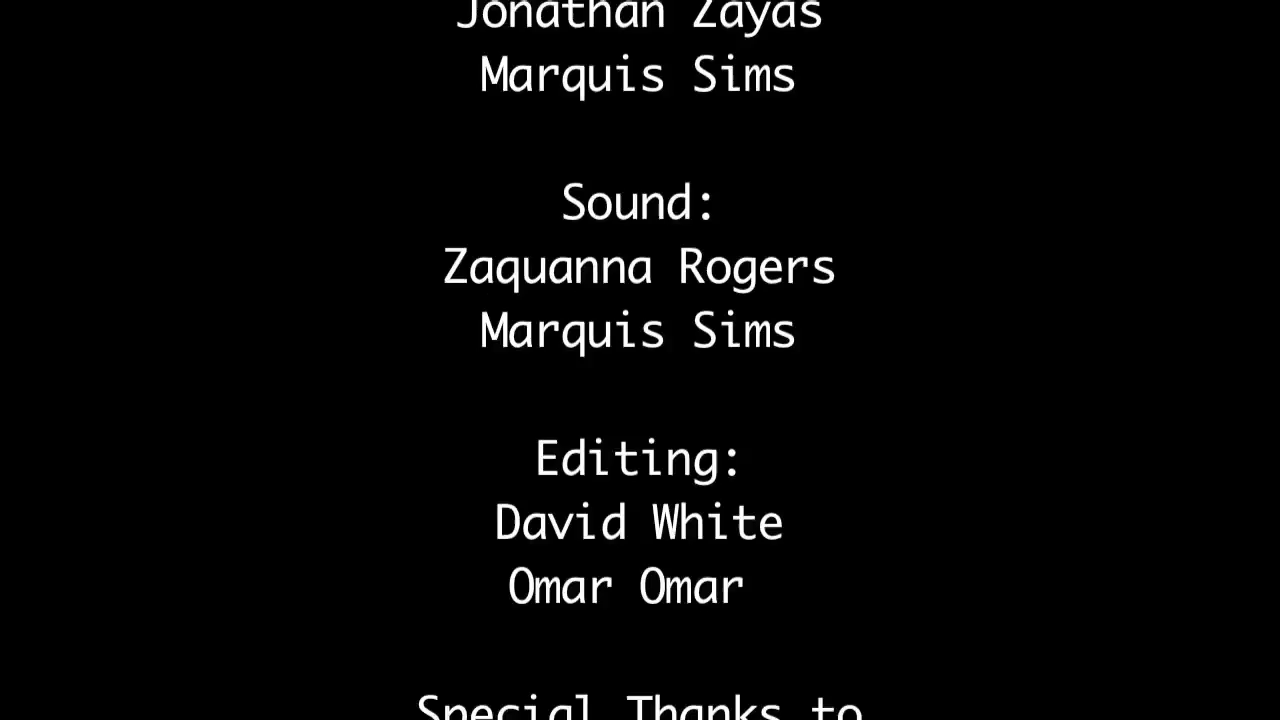 Jonathan Zayas
Marquis Sims
Sound:
Zaquanna Rogers
Marquis Sims
Editing:
David White
Omar Omar
Special Thanks to